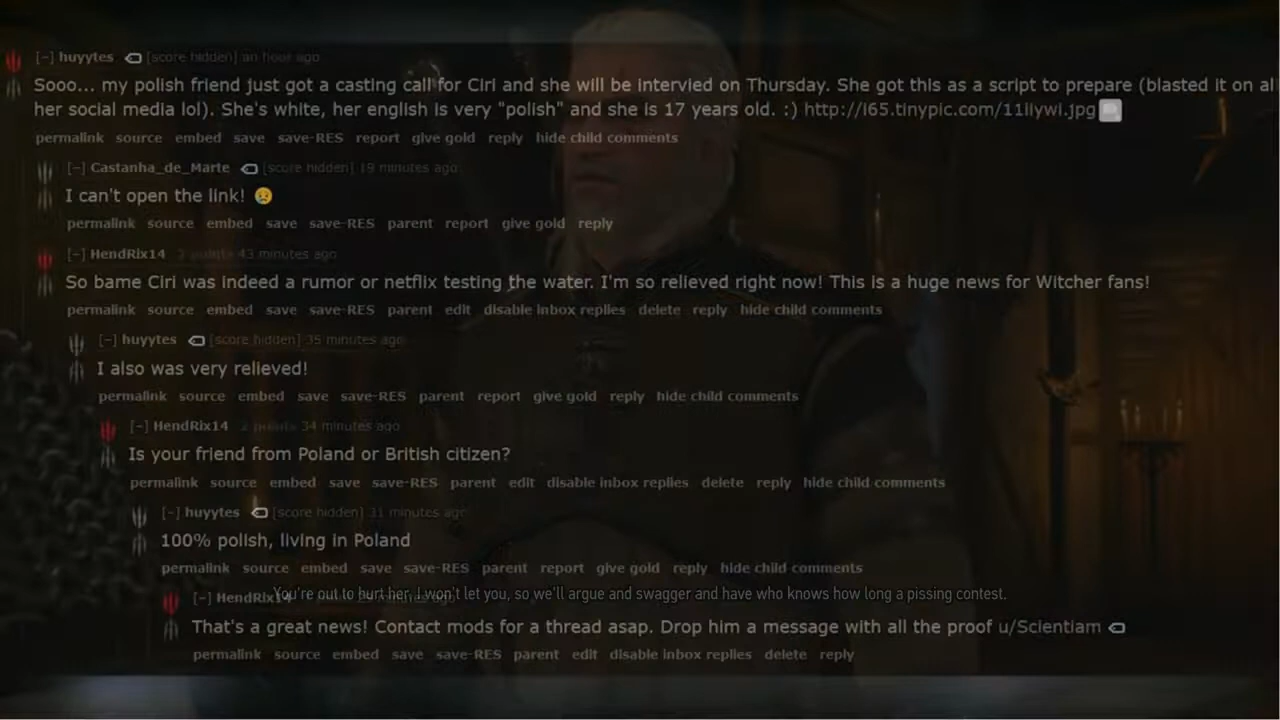 [-] huyytes [score hidden] an hour ago
Sooo... my polish friend just got a casting call for Ciri and she will be intervied on Thursday. She got this as a script to prepare (blasted it on al
her social media lol). She's white, her english is very "polish" and she is 17 years old. :) http://i65.tinypic.com/11iiywi.jpg
permalink source embed save save-RES report give gold reply hide child comments
[-] Castanha_de_Marte [score hidden] 19 minutes ago
I can't open the link! 😢
permalink source embed save save-RES parent report give gold reply
[-] HendRix14 2 points 43 minutes ago
So bame Ciri was indeed a rumor or netflix testing the water. I'm so relieved right now! This is a huge news for Witcher fans!
permalink source embed save save-RES parent edit disable inbox replies delete reply hide child comments
[-] huyytes [score hidden] 35 minutes ago
I also was very relieved!
permalink source embed save save-RES parent report give gold reply hide child comments
[-] HendRix14 2 points 34 minutes ago
Is your friend from Poland or British citizen?
permalink source embed save save-RES parent edit disable inbox replies delete reply hide child comments
[-] huyytes [score hidden] 31 minutes ago
100% polish, living in Poland
permalink source embed save save-RES parent report give gold reply hide child comments
You're out to hurt her, I won't let you, so we'll argue and swagger and have who knows how long a pissing contest.
[-] HendRix14 minutes ago
That's a great news! Contact mods for a thread asap. Drop him a message with all the proof u/Scientiam
permalink source embed save save-RES parent edit disable inbox replies delete reply